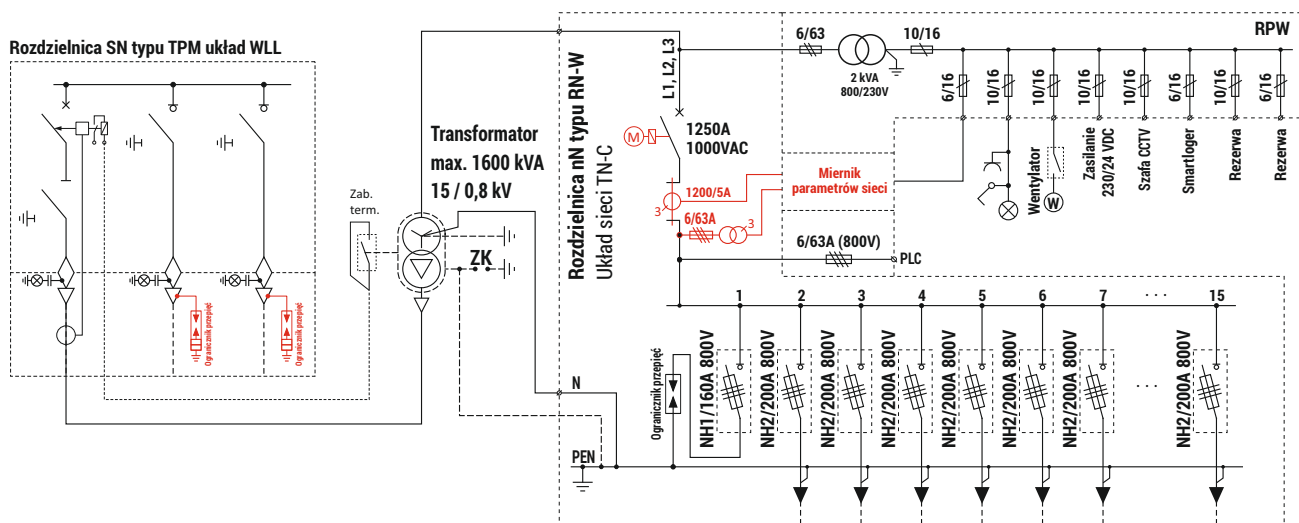 Rozdzielnica SN typu TPM układ WLL
Ogranicznik przepięć
Ogranicznik przepięć
Zab.
term.
Transformator
max. 1600 kVA
15 / 0,8 kV
ZK
N
PEN
Rozdzielnica nN typu RN-W
Układ sieci TN-C
L1, L2, L3
M
1250A
1000VAC
3
1200/5A
6/63A
3
Miernik
parametrów sieci
6/63A (800V)
PLC
6/63
2 kVA
800/230V
10/16
RPW
6/16
10/16
10/16
10/16
10/16
6/16
10/16
6/16
Wentylator
W
Zasilanie
230/24 VDC
Szafa CCTV
Smartloger
Rezerwa
Rezerwa
1
2
3
4
5
6
7
· · ·
15
Ogranicznik przepięć
NH1/160A 800V
NH2/200A 800V
NH2/200A 800V
NH2/200A 800V
NH2/200A 800V
NH2/200A 800V
NH2/200A 800V
· · ·
NH2/200A 800V